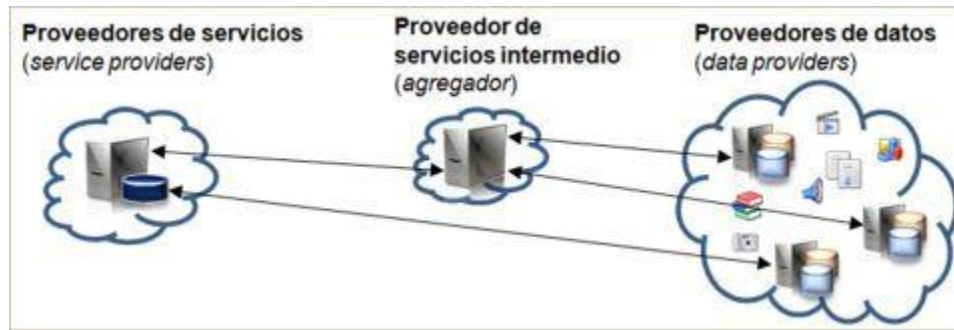 Proveedores de servicios
(service providers)
Proveedor de
servicios intermedio
(agregador)
Proveedores de datos
(data providers)